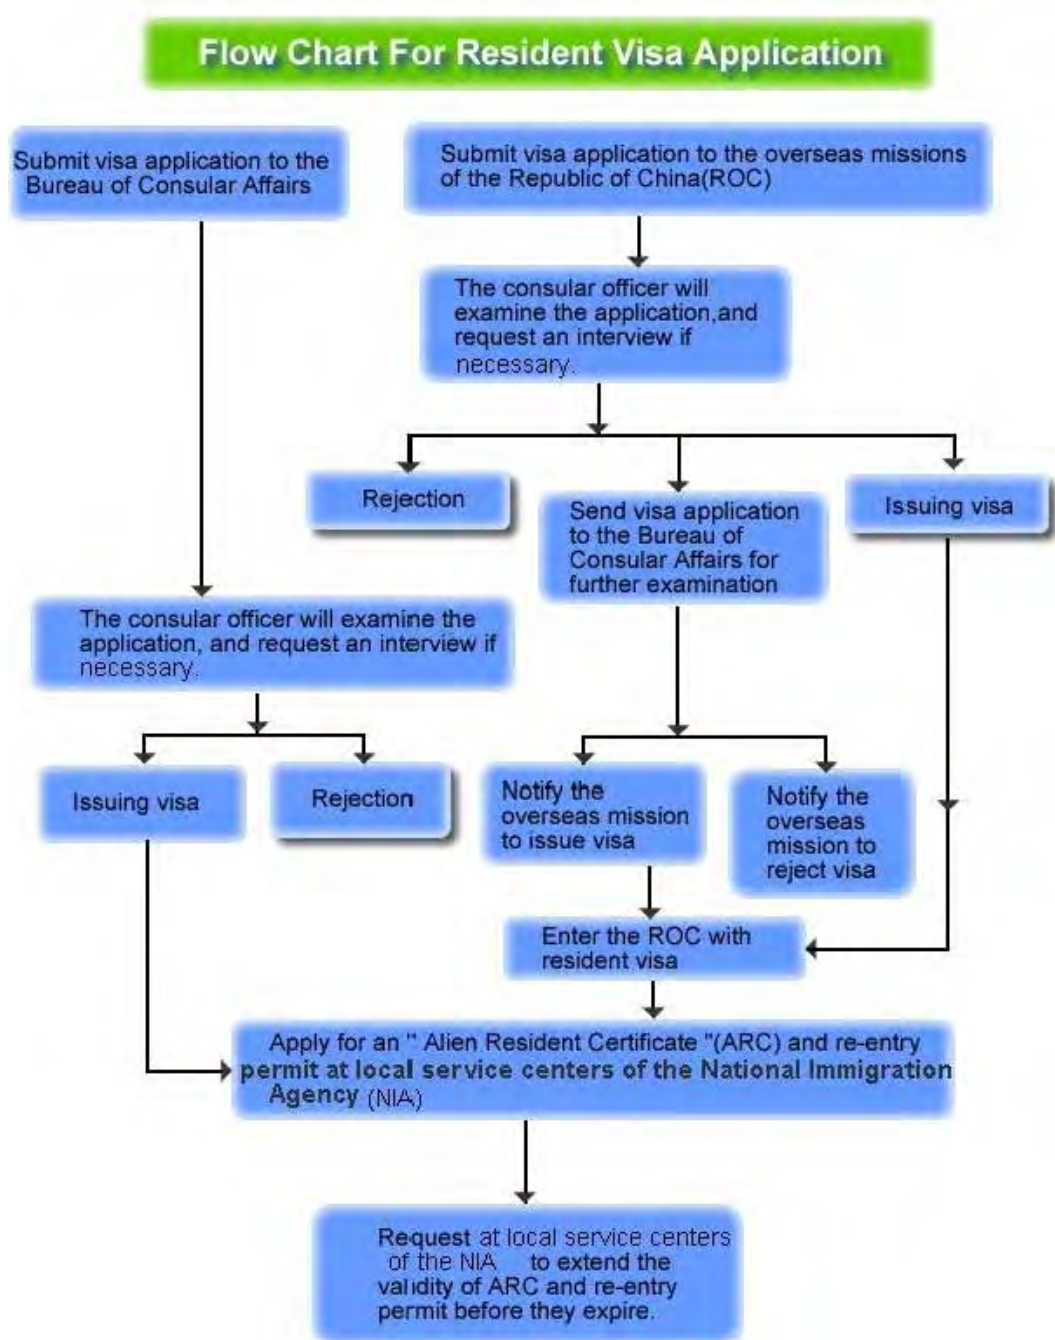 Flow Chart For Resident Visa Application
Submit visa application to the
Bureau of Consular Affairs
Submit visa application to the overseas missions
of the Republic of China(ROC)
The consular officer will
examine the application,and
request an interview if
necessary.
Rejection
Send visa application
to the Bureau of
Consular Affairs for
further examination
Issuing visa
The consular officer will examine the
application, and request an interview if
necessary.
Issuing visa
Rejection
Notify the
overseas mission
to issue visa
Notify the
overseas
mission to
reject visa
Enter the ROC with
resident visa
Apply for an " Alien Resident Certificate "(ARC) and re-entry
permit at local service centers of the National Immigration
Agency (NIA)
Request at local service centers
of the NIA to extend the
validity of ARC and re-entry
permit before they expire.